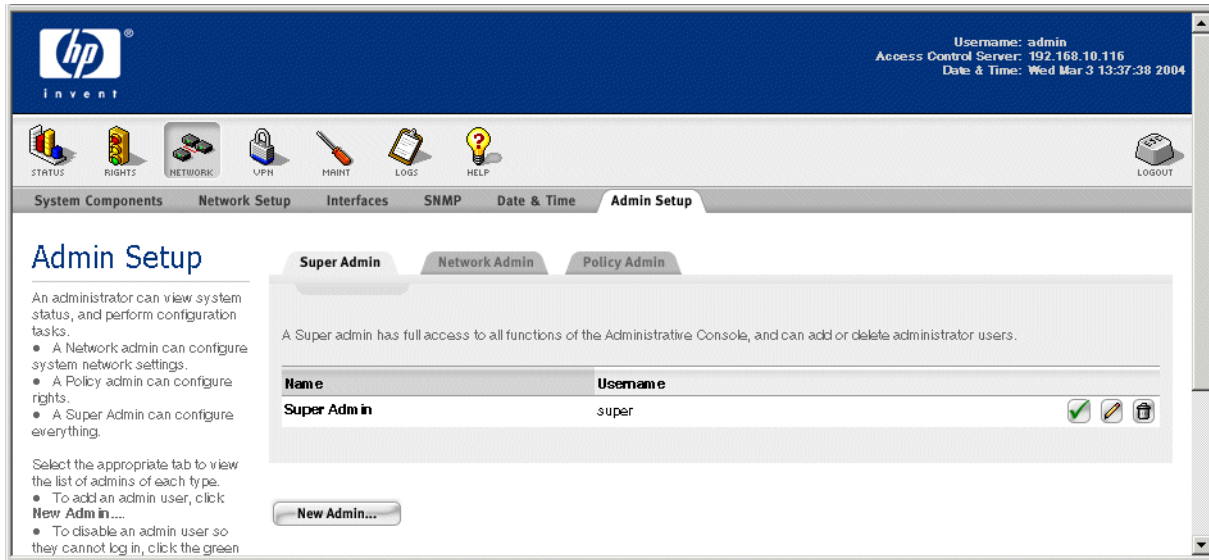 hp
®
invent
Username: admin
Access Control Server: 192.168.10.116
Date & Time: Wed Mar 3 13:37:38 2004
STATUS RIGHTS NETWORK VPN MAINT LOGS HELP LOGOUT
System Components Network Setup Interfaces SNMP Date & Time Admin Setup
Admin Setup
An administrator can view system
status, and perform configuration
tasks.
• A Network admin can configure
system network settings.
• A Policy admin can configure
rights.
• A Super Admin can configure
everything.
Select the appropriate tab to view
the list of admins of each type.
• To add an admin user, click
New Admin....
• To disable an admin user so
they cannot log in, click the green
Super Admin Network Admin Policy Admin
A Super admin has full access to all functions of the Administrative Console, and can add or delete administrator users.
Name Username
Super Admin super
New Admin...